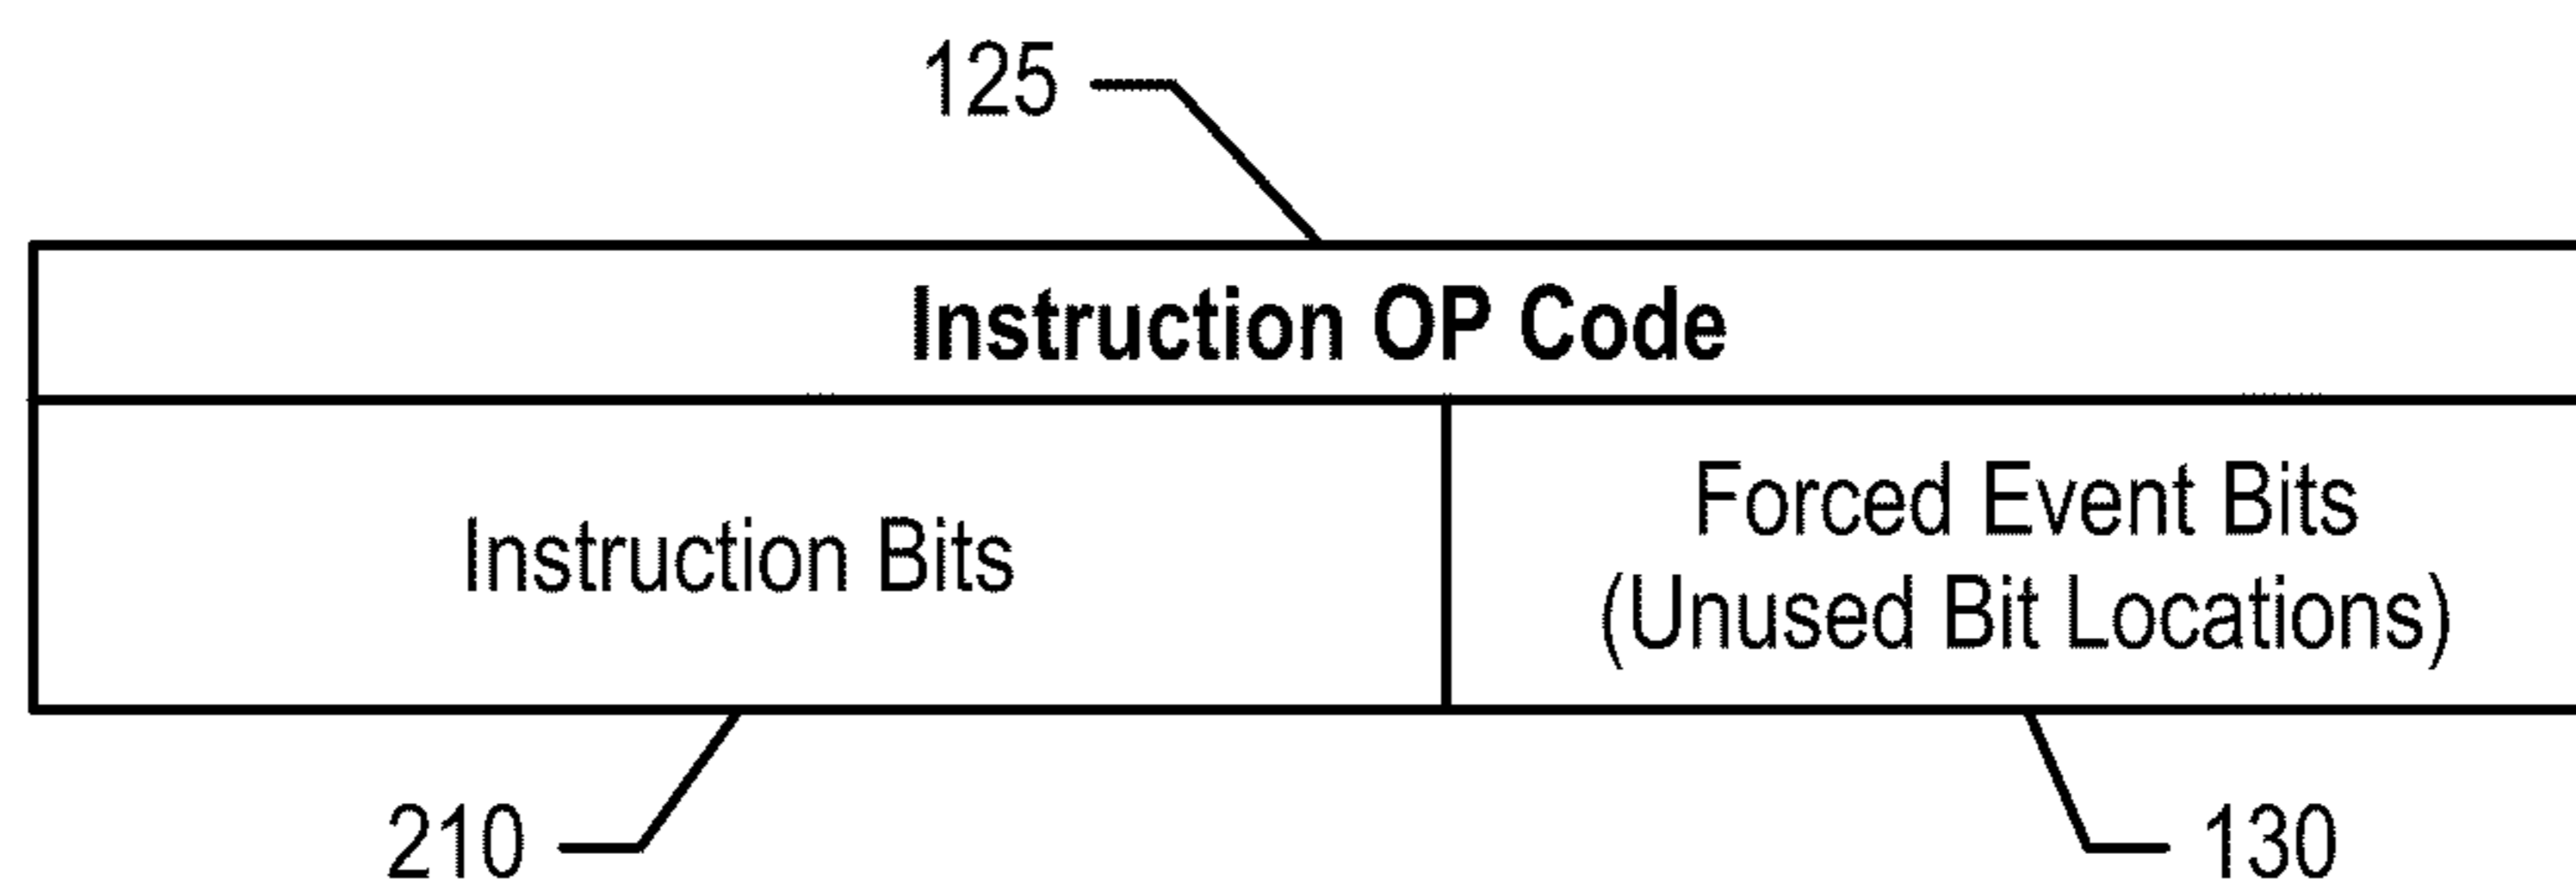 125
Instruction OP Code
Instruction Bits
Forced Event Bits
(Unused Bit Locations)
210
130